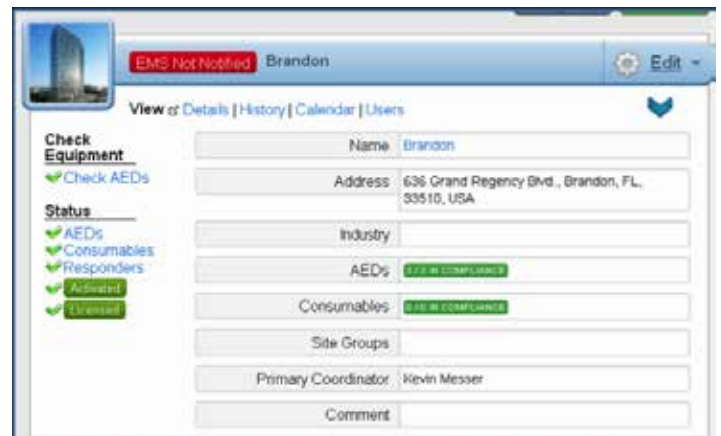 EMS Not Notified Brandon
Edit
View Details | History | Calendar | Users
Check
Equipment
Check AEDs
Status
AEDs
Consumables
Responders
Activated
Licensed
Name Brandon
Address 636 Grand Regency Blvd., Brandon, FL,
33510, USA
Industry
AEDs IN COMPLIANCE
Consumables IN COMPLIANCE
Site Groups
Primary Coordinator Kevin Messer
Comment